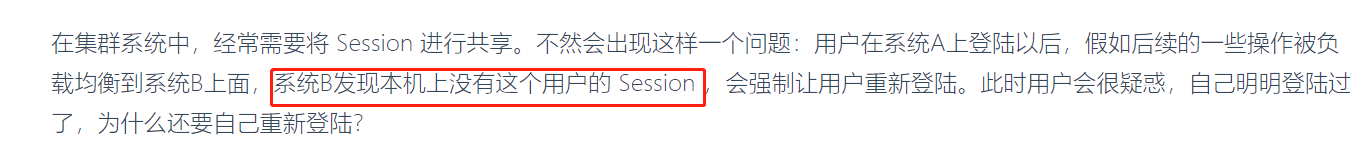 在集群系统中，经常需要将 Session 进行共享。不然会出现这样一个问题：用户在系统A上登陆以后，假如后续的一些操作被负
载均衡到系统B上面，系统B发现本机上没有这个用户的 Session ，会强制让用户重新登陆。此时用户会很疑惑，自己明明登陆过
了，为什么还要自己重新登陆？